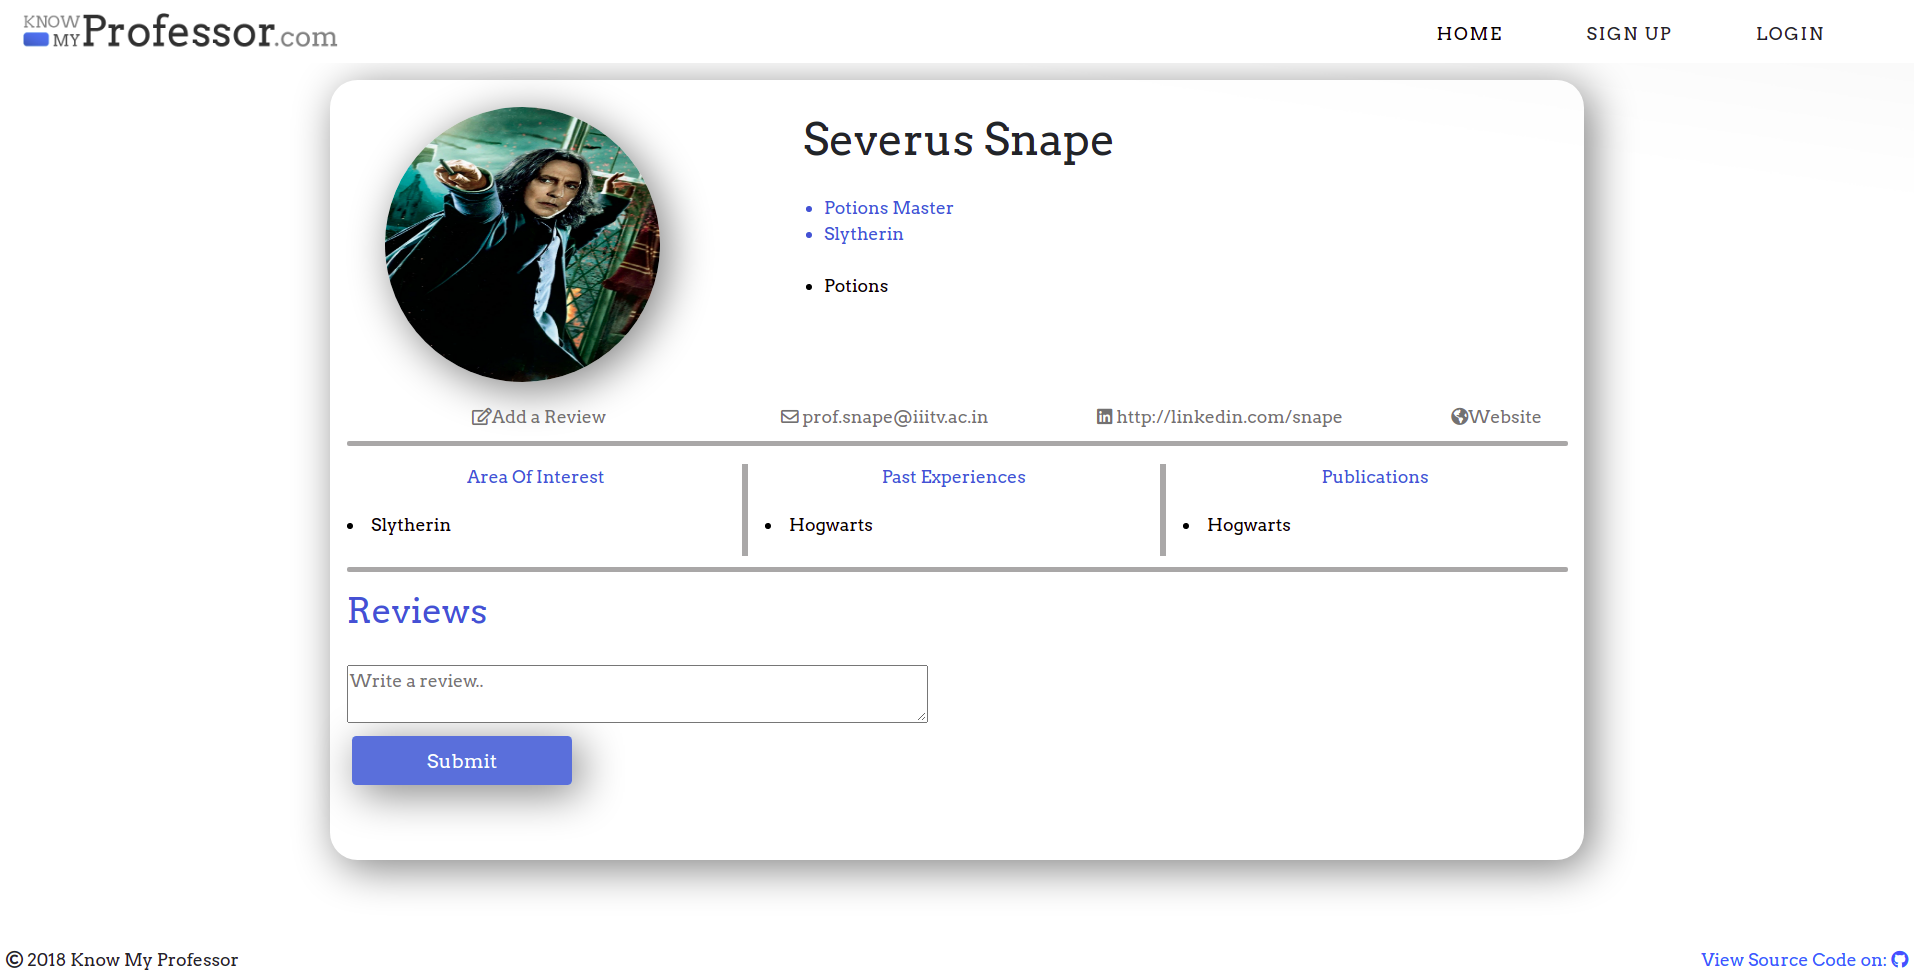 KNOW MY Professor.com
HOME SIGN UP LOGIN
Severus Snape
• Potions Master
• Slytherin
• Potions
Add a Review prof.snape@iiitv.ac.in http://linkedin.com/snape Website
Area Of Interest
• Slytherin
Past Experiences
• Hogwarts
Publications
• Hogwarts
Reviews
Write a review..
Submit
© 2018 Know My Professor
View Source Code on: